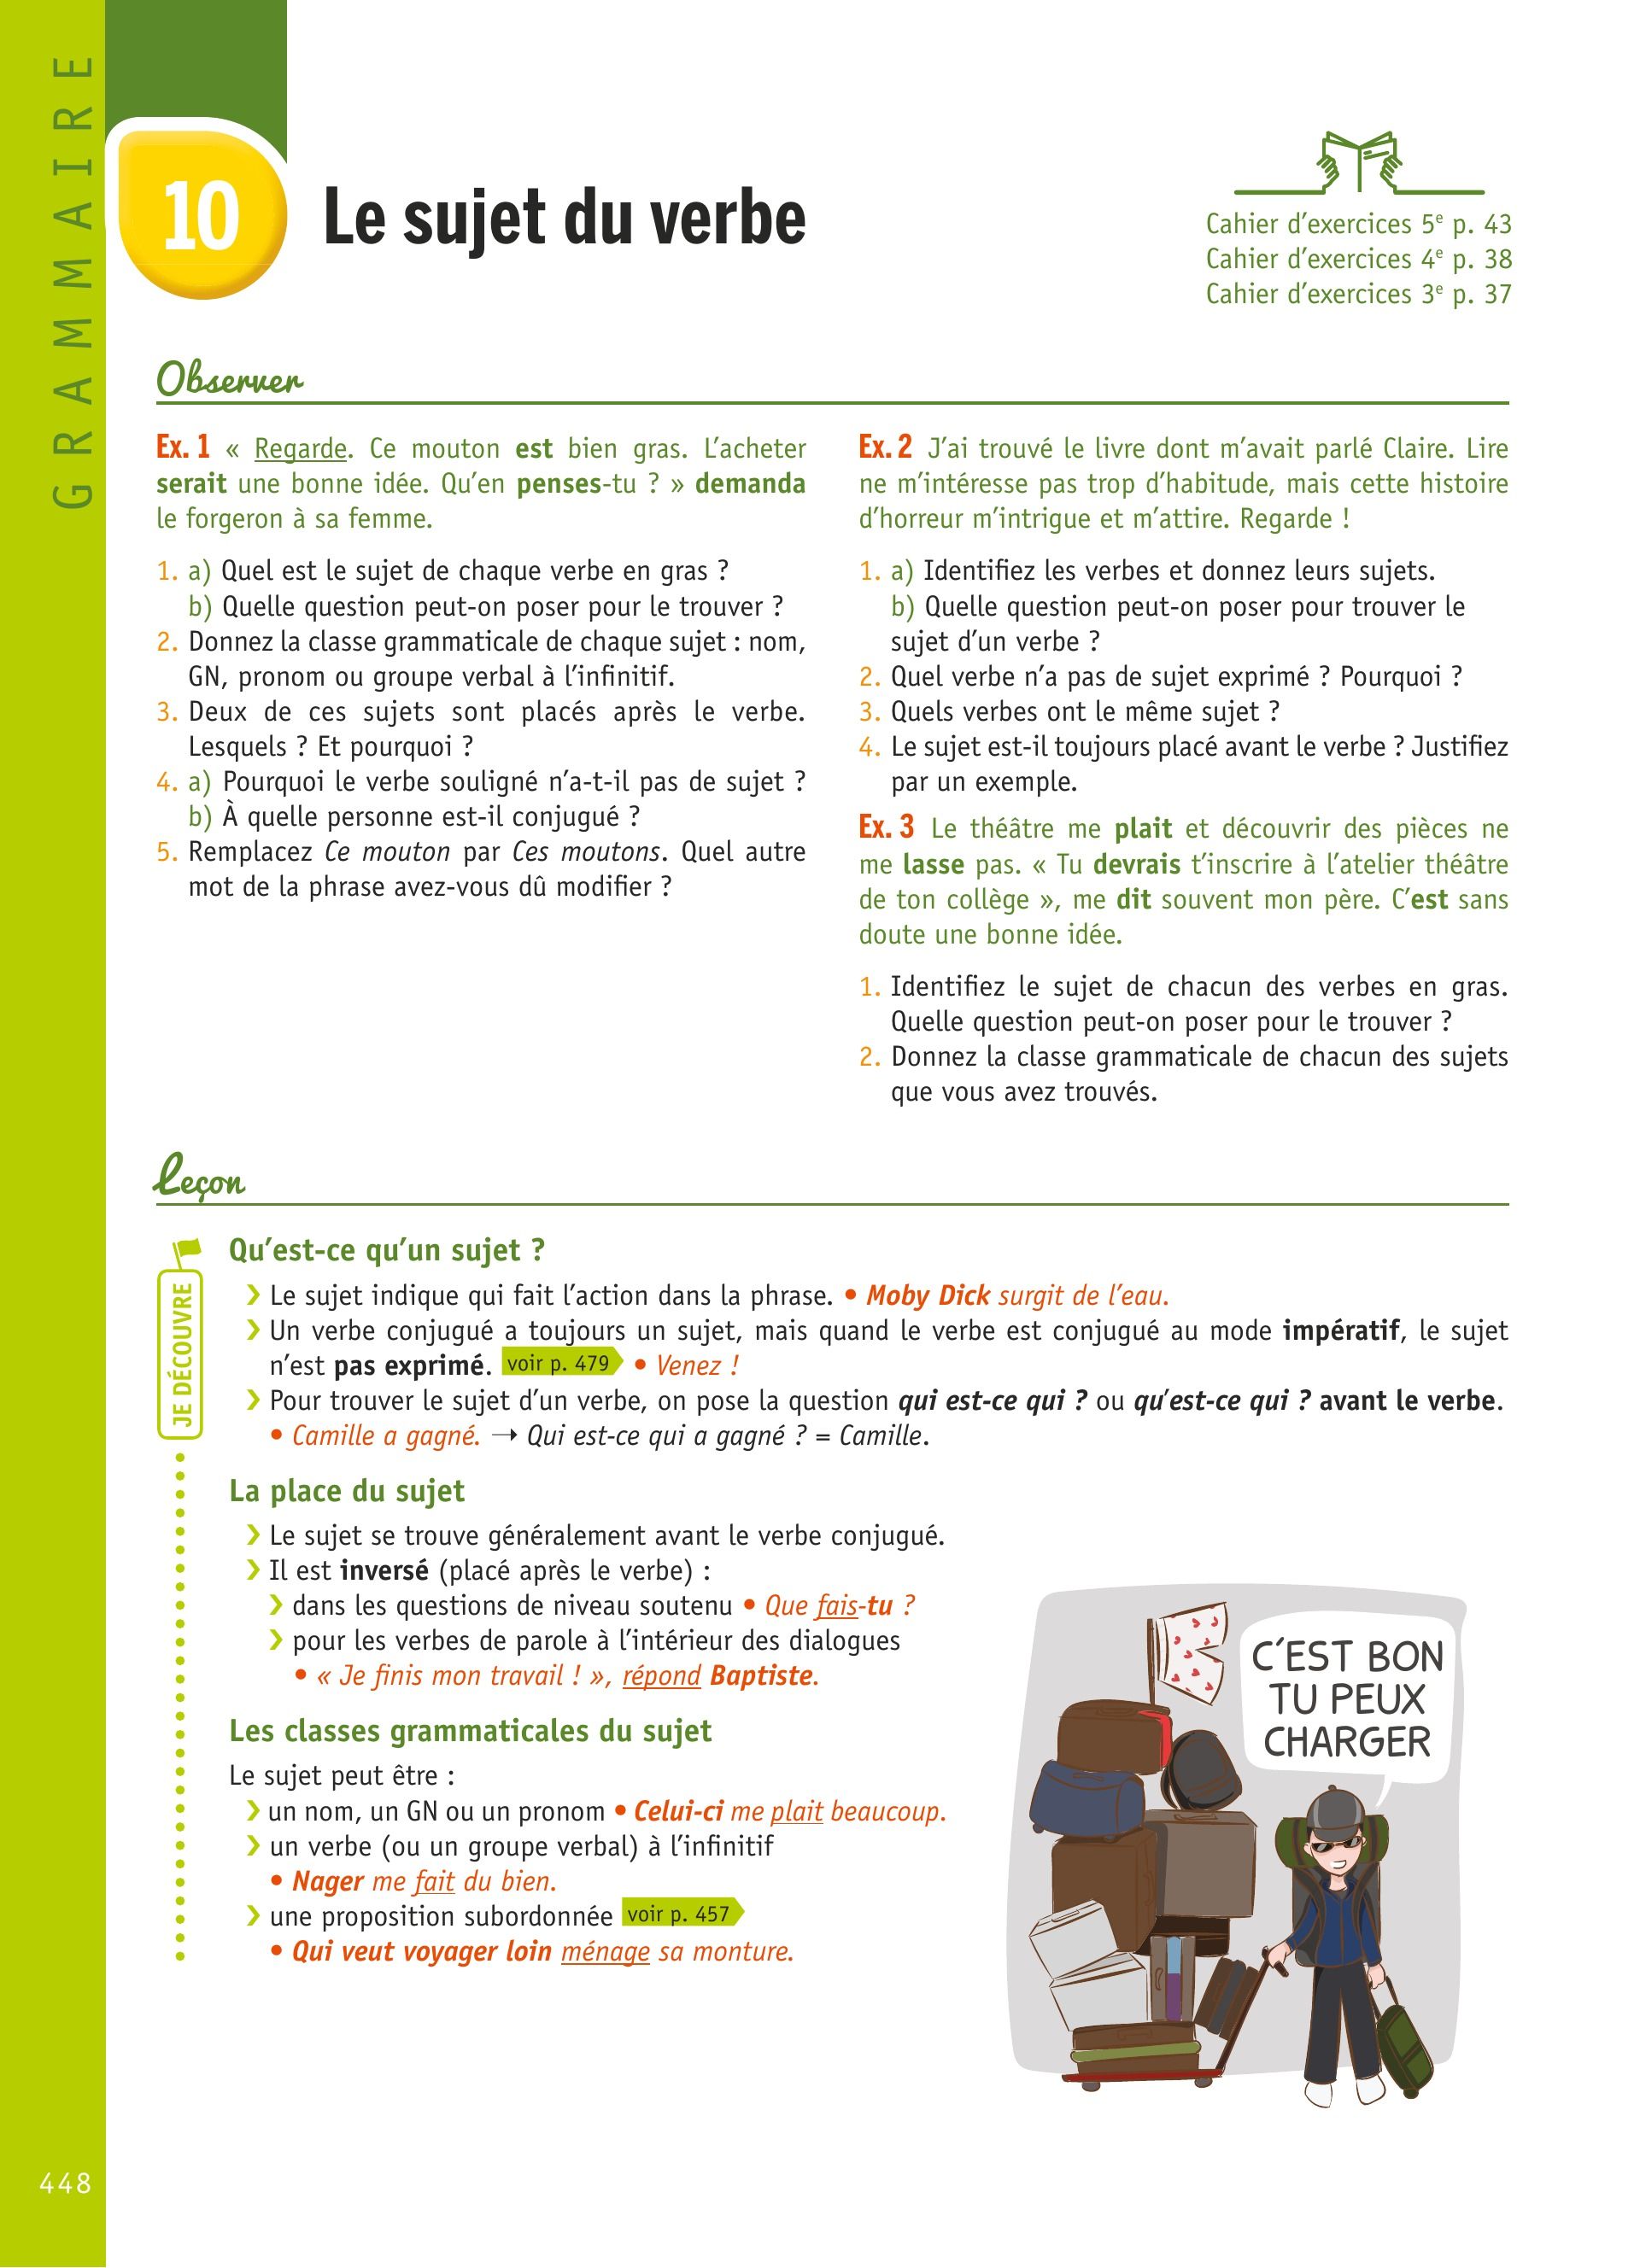 GRAMMAIRE
10
Le sujet du verbe
Cahier d’exercices 5e p. 43
Cahier d’exercices 4e p. 38
Cahier d’exercices 3e p. 37
Observer
Ex. 1 « Regarde. Ce mouton est bien gras. L’acheter
serait une bonne idée. Qu’en penses-tu ? » demanda
le forgeron à sa femme.
1. a) Quel est le sujet de chaque verbe en gras ?
b) Quelle question peut-on poser pour le trouver ?
2. Donnez la classe grammaticale de chaque sujet : nom,
GN, pronom ou groupe verbal à l’infinitif.
3. Deux de ces sujets sont placés après le verbe.
Lesquels ? Et pourquoi ?
4. a) Pourquoi le verbe souligné n’a-t-il pas de sujet ?
b) À quelle personne est-il conjugué ?
5. Remplacez Ce mouton par Ces moutons. Quel autre
mot de la phrase avez-vous dû modifier ?
Ex. 2 J’ai trouvé le livre dont m’avait parlé Claire. Lire
ne m’intéresse pas trop d’habitude, mais cette histoire
d’horreur m’intrigue et m’attire. Regarde !
1. a) Identifiez les verbes et donnez leurs sujets.
b) Quelle question peut-on poser pour trouver le
sujet d’un verbe ?
2. Quel verbe n’a pas de sujet exprimé ? Pourquoi ?
3. Quels verbes ont le même sujet ?
4. Le sujet est-il toujours placé avant le verbe ? Justifiez
par un exemple.
Ex. 3 Le théâtre me plait et découvrir des pièces ne
me lasse pas. « Tu devrais t’inscrire à l’atelier théâtre
de ton collège », me dit souvent mon père. C’est sans
doute une bonne idée.
1. Identifiez le sujet de chacun des verbes en gras.
Quelle question peut-on poser pour le trouver ?
2. Donnez la classe grammaticale de chacun des sujets
que vous avez trouvés.
Leçon
JE DÉCOUVRE
Qu’est-ce qu’un sujet ?
❯ Le sujet indique qui fait l’action dans la phrase. • Moby Dick surgit de l’eau.
❯ Un verbe conjugué a toujours un sujet, mais quand le verbe est conjugué au mode impératif, le sujet
n’est pas exprimé. voir p. 479 • Venez !
❯ Pour trouver le sujet d’un verbe, on pose la question qui est-ce qui ? ou qu’est-ce qui ? avant le verbe.
• Camille a gagné. → Qui est-ce qui a gagné ? = Camille.
La place du sujet
❯ Le sujet se trouve généralement avant le verbe conjugué.
❯ Il est inversé (placé après le verbe) :
❯ dans les questions de niveau soutenu • Que fais-tu ?
❯ pour les verbes de parole à l’intérieur des dialogues
• « Je finis mon travail ! », répond Baptiste.
Les classes grammaticales du sujet
Le sujet peut être :
❯ un nom, un GN ou un pronom • Celui-ci me plait beaucoup.
❯ un verbe (ou un groupe verbal) à l’infinitif
• Nager me fait du bien.
❯ une proposition subordonnée voir p. 457
• Qui veut voyager loin ménage sa monture.
C’EST BON
TU PEUX
CHARGER
448